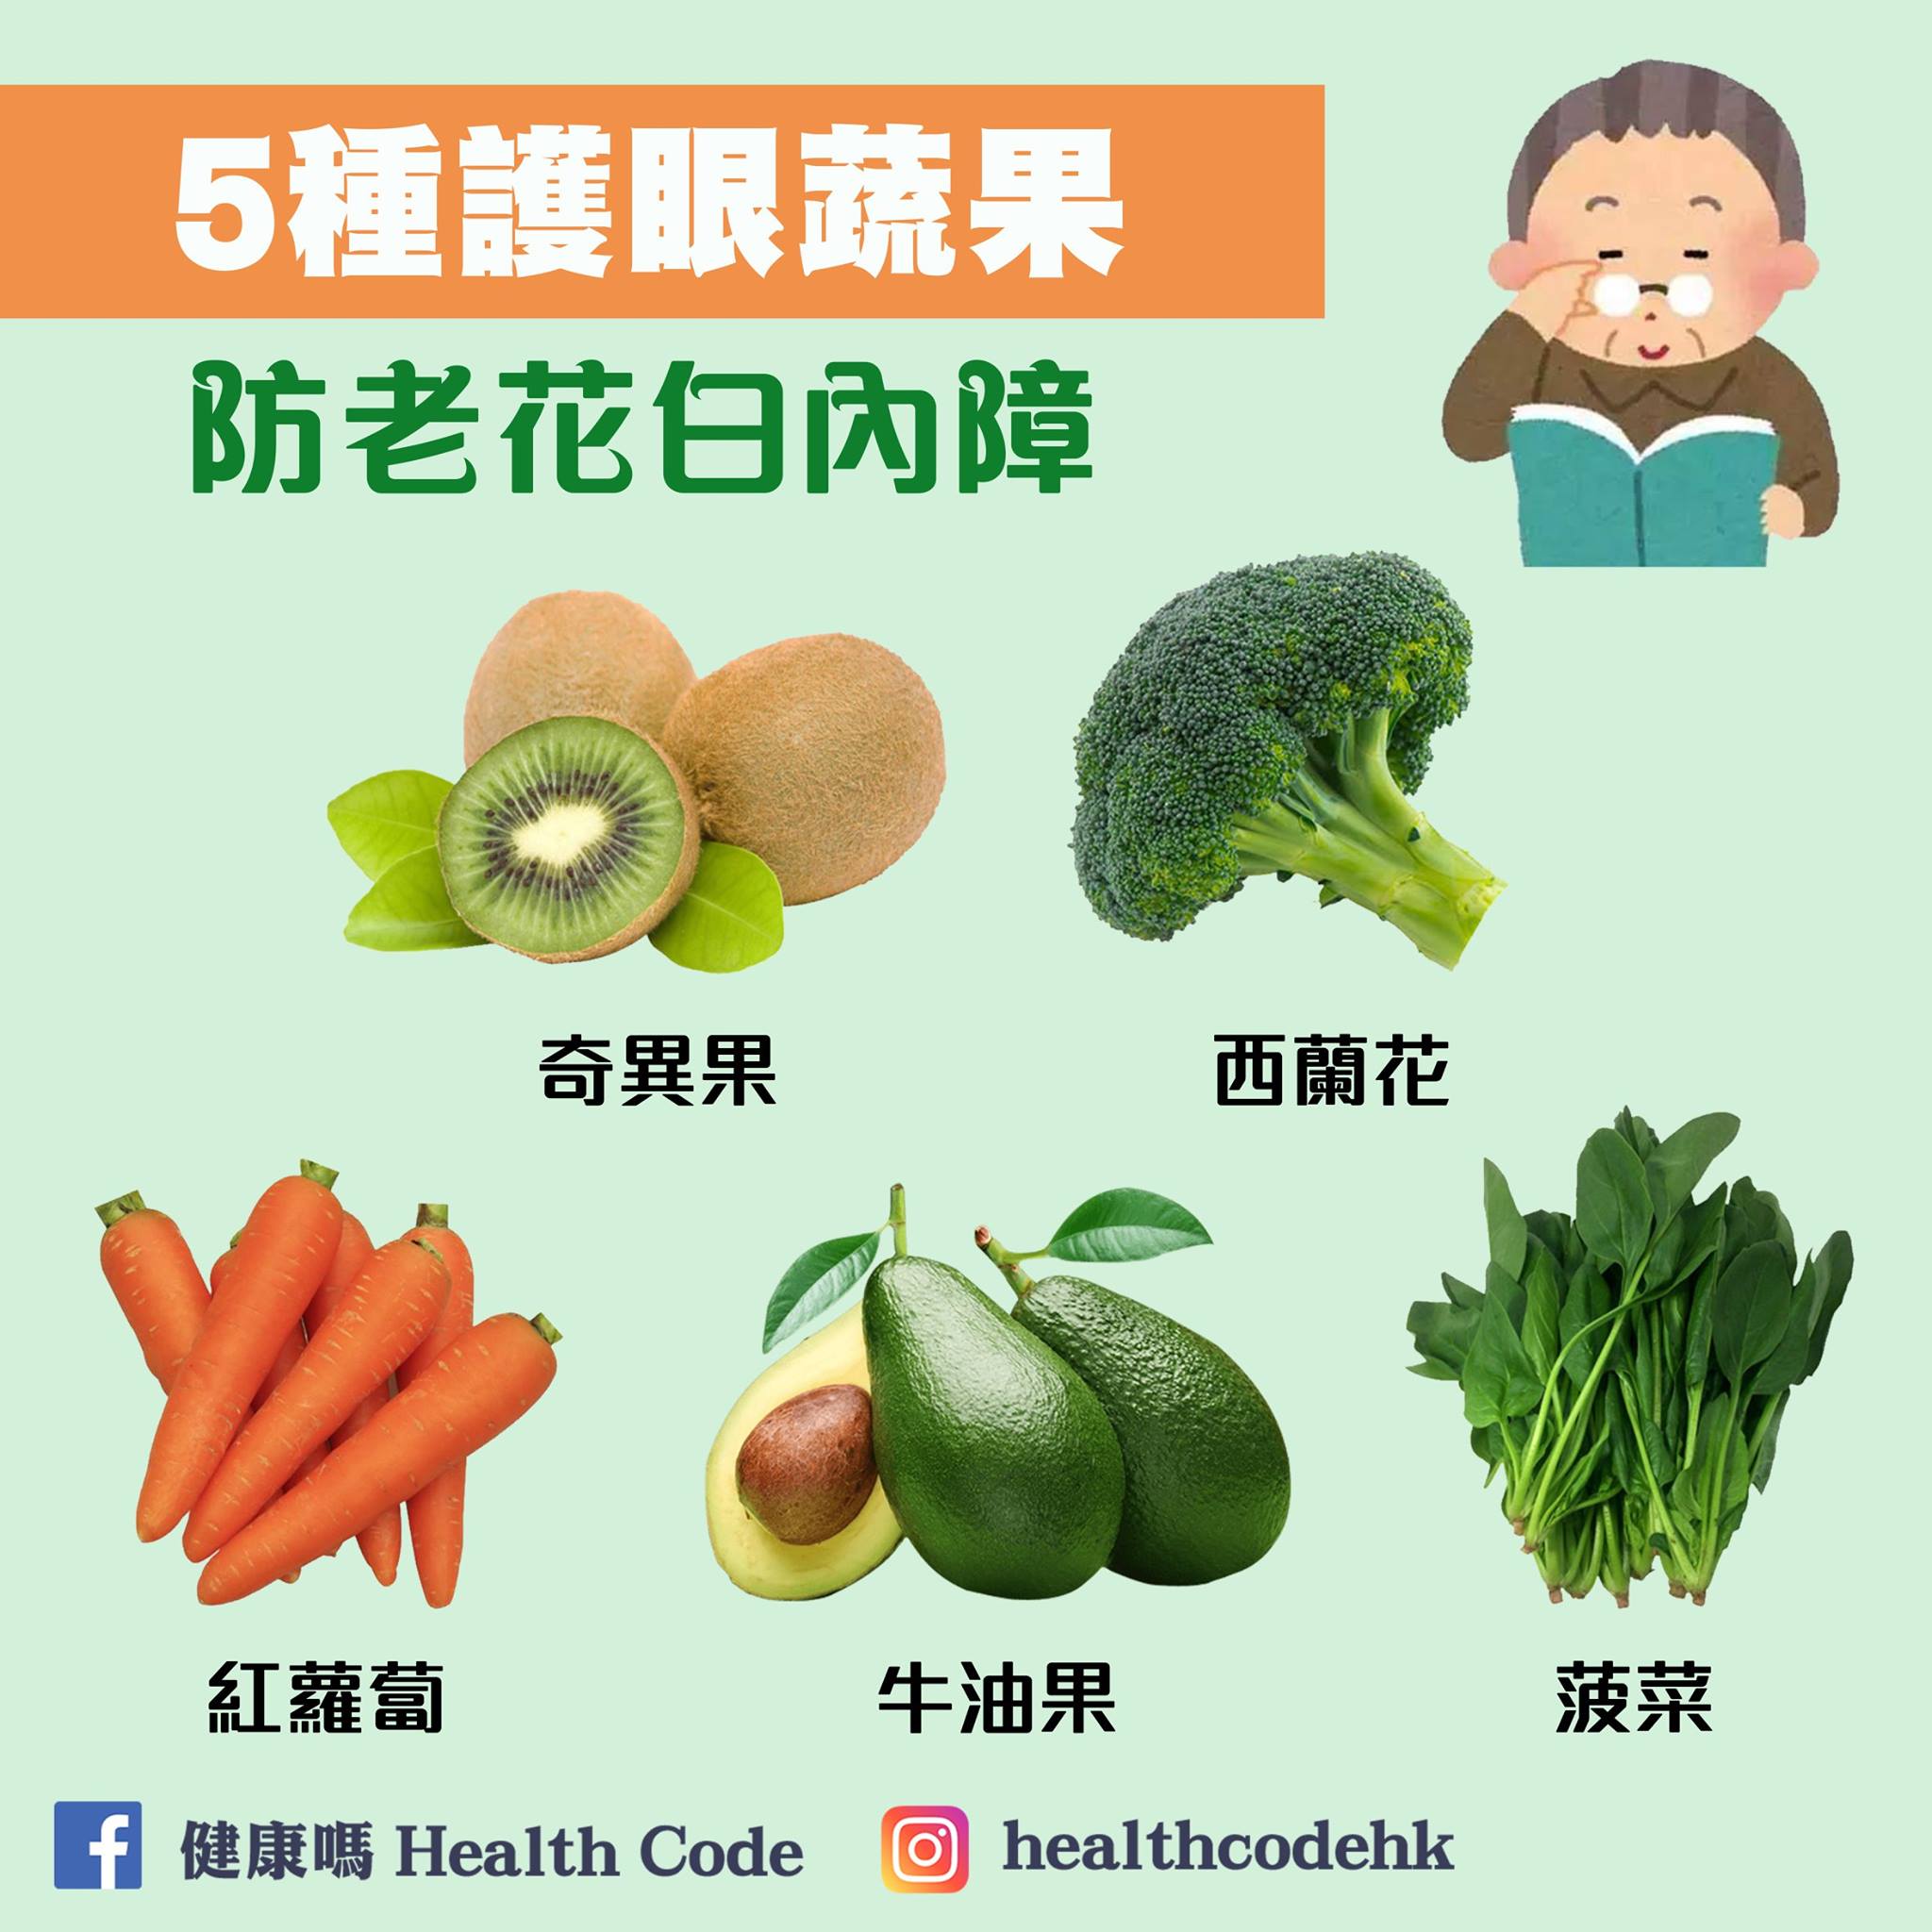 5種護眼蔬果
防老花白內障
奇異果
西蘭花
紅蘿蔔
牛油果
菠菜
健康嗎 Health Code
healthcodehk